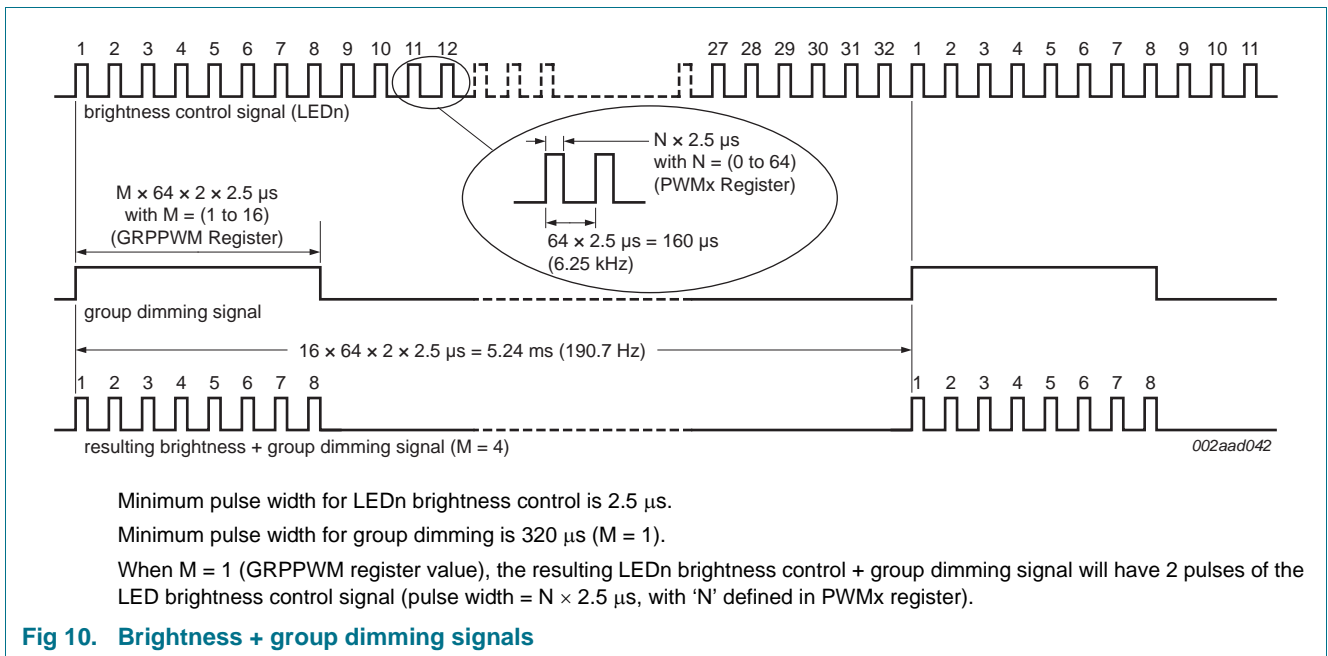 1 2 3 4 5 6 7 8 9 10 11 12 27 28 29 30 31 32 1 2 3 4 5 6 7 8 9 10 11
brightness control signal (LEDn)
N × 2.5 μs
with N = (0 to 64)
(PWMx Register)
64 × 2.5 μs = 160 μs
(6.25 kHz)
M × 64 × 2 × 2.5 μs
with M = (1 to 16)
(GRPPWM Register)
group dimming signal
16 × 64 × 2 × 2.5 μs = 5.24 ms (190.7 Hz)
1 2 3 4 5 6 7 8 1 2 3 4 5 6 7 8
resulting brightness + group dimming signal (M = 4)
002aad042
Minimum pulse width for LEDn brightness control is 2.5 μs.
Minimum pulse width for group dimming is 320 μs (M = 1).
When M = 1 (GRPPWM register value), the resulting LEDn brightness control + group dimming signal will have 2 pulses of the
LED brightness control signal (pulse width = N × 2.5 μs, with ‘N’ defined in PWMx register).
Fig 10. Brightness + group dimming signals